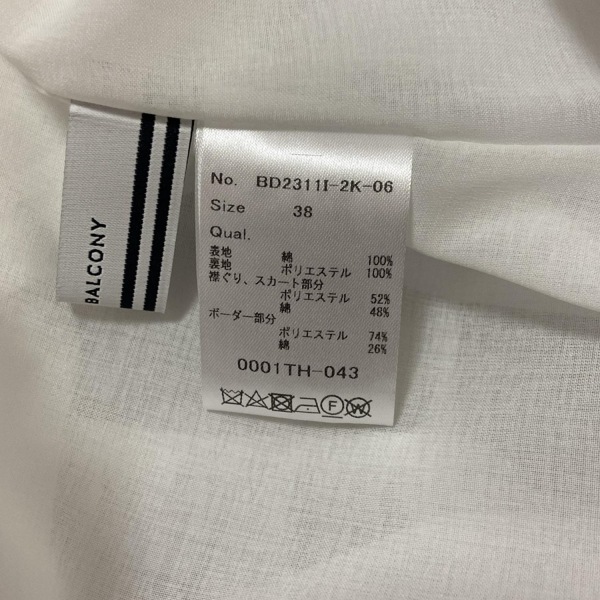 BALCONY
No. BD2311I-2K-06
Size 38
Qual.
表地 綿 100%
裏地 ポリエステル 100%
襟ぐり、スカート部分
ポリエステル 52%
綿 48%
ボーダー部分
ポリエステル 74%
綿 26%
0001TH-043
F W